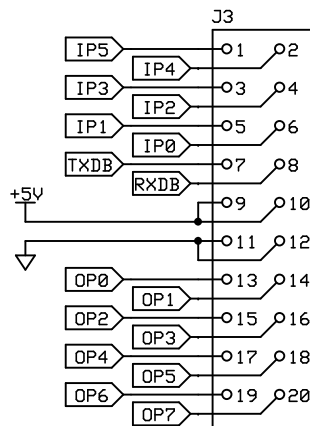 J3
IP5 1 2
IP4
IP3 3 4
IP2
IP1 5 6
IP0
TXDB 7 8
RXDB
+5V 9 10
11 12
OP0 13 14
OP1
OP2 15 16
OP3
OP4 17 18
OP5
OP6 19 20
OP7